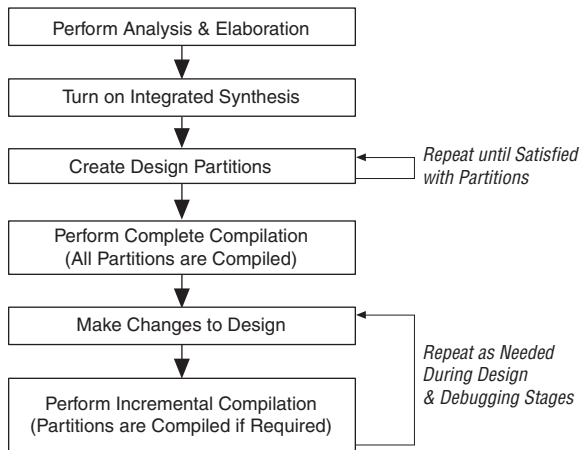 Perform Analysis & Elaboration
Turn on Integrated Synthesis
Create Design Partitions
Repeat until Satisfied
with Partitions
Perform Complete Compilation
(All Partitions are Compiled)
Make Changes to Design
Repeat as Needed
During Design
& Debugging Stages
Perform Incremental Compilation
(Partitions are Compiled if Required)